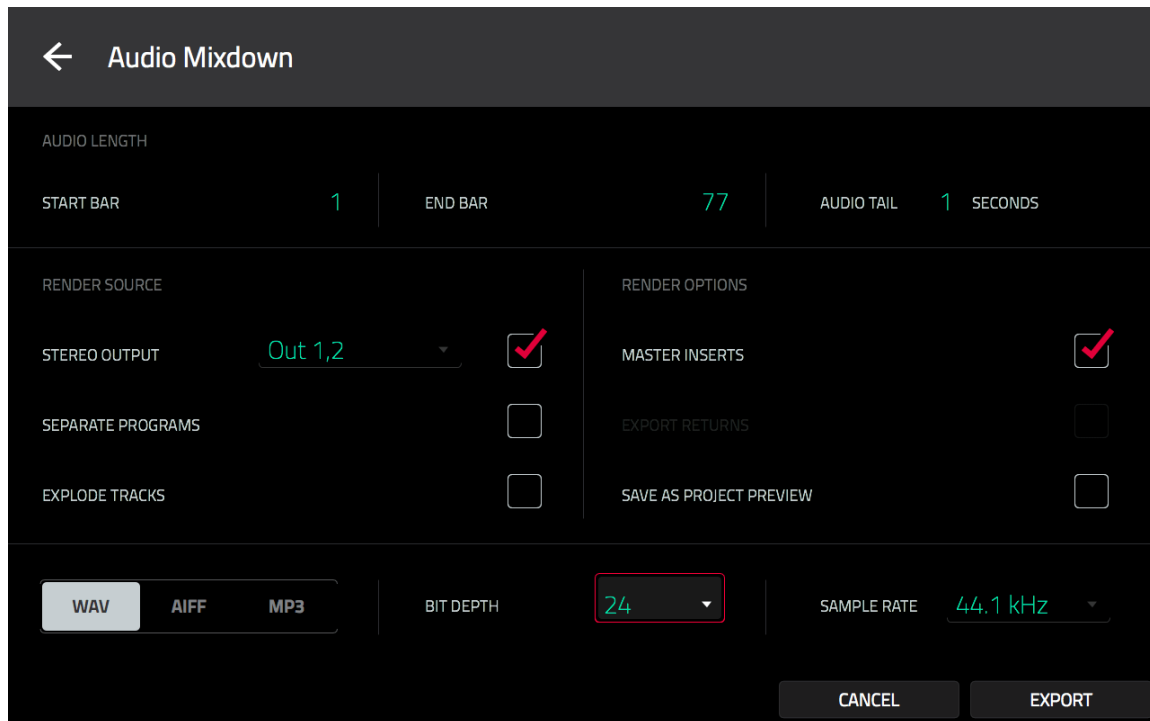 Audio Mixdown
AUDIO LENGTH
START BAR 1 END BAR 77 AUDIO TAIL 1 SECONDS
RENDER SOURCE RENDER OPTIONS
STEREO OUTPUT Out 1,2 MASTER INSERTS
SEPARATE PROGRAMS EXPORT RETURNS
EXPLODE TRACKS SAVE AS PROJECT PREVIEW
WAV AIFF MP3 BIT DEPTH 24 SAMPLE RATE 44.1 kHz
CANCEL EXPORT